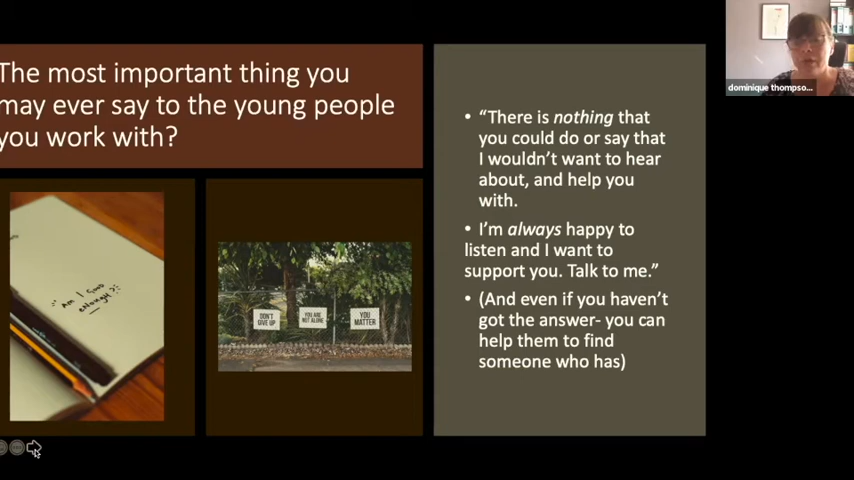 The most important thing you
may ever say to the young people
you work with?
• “There is nothing that
you could do or say that
I wouldn’t want to hear
about, and help you
with.
• I’m always happy to
listen and I want to
support you. Talk to me.”
• (And even if you haven’t
got the answer- you can
help them to find
someone who has)
"Am I Good
enough?"
DON'T
GIVE UP
YOU ARE
NOT ALONE
YOU
MATTER
dominique thompso...